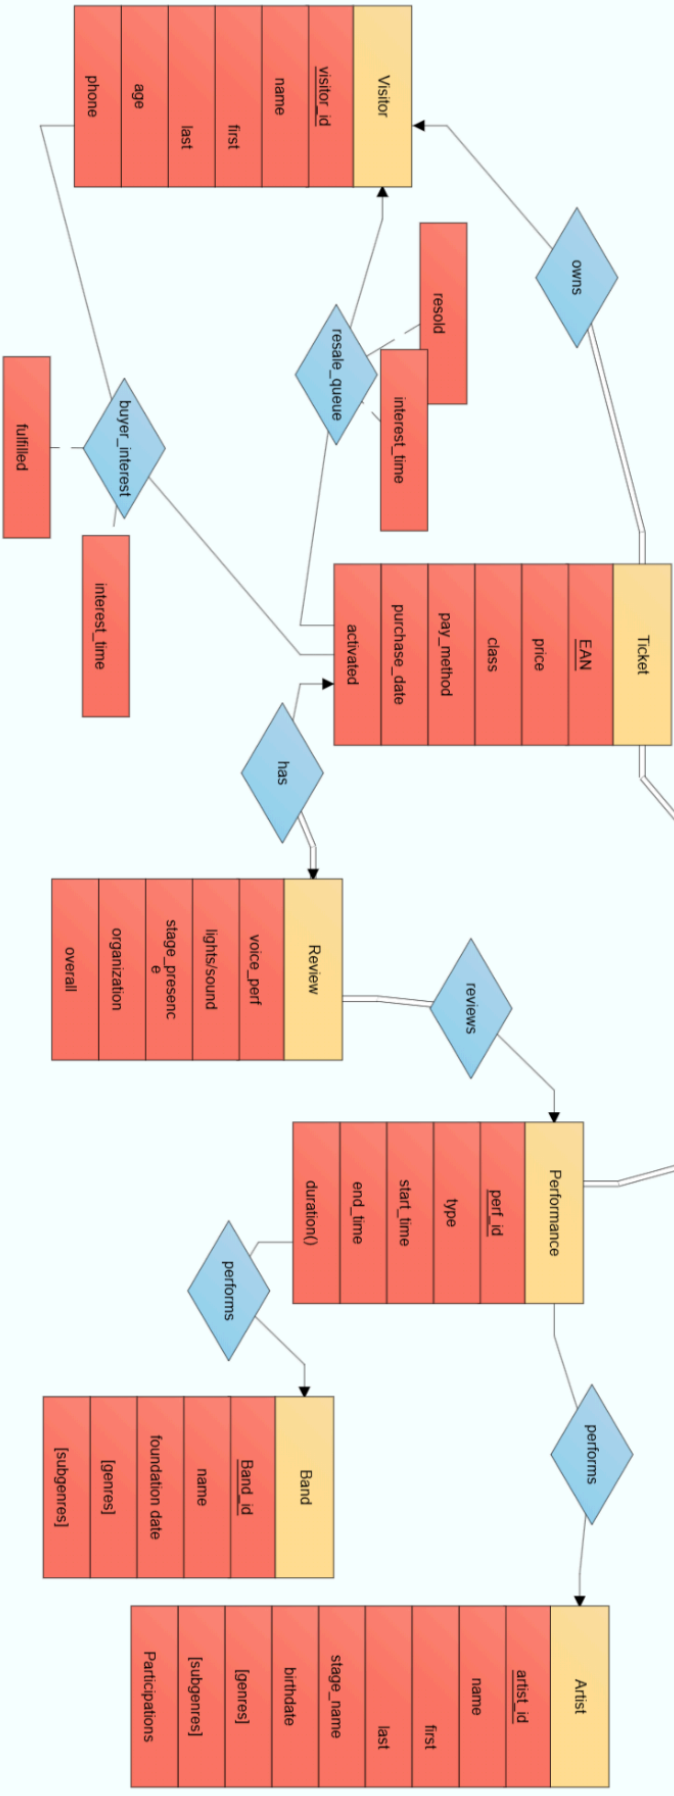 Visitor
visitor_id
name
first
last
age
phone
owns
resold
resale_queue
interest_time
buyer_interest
fulfilled
interest_time
Ticket
EAN
price
class
pay_method
purchase_date
activated
has
Review
voice_perf
lights/sound
stage_presenc
e
organization
overall
reviews
Performance
perf_id
type
start_time
end_time
duration()
performs
performs
Band
Band_id
name
foundation date
[genres]
[subgenres]
Artist
artist_id
name
first
last
stage_name
birthdate
[genres]
[subgenres]
Participations